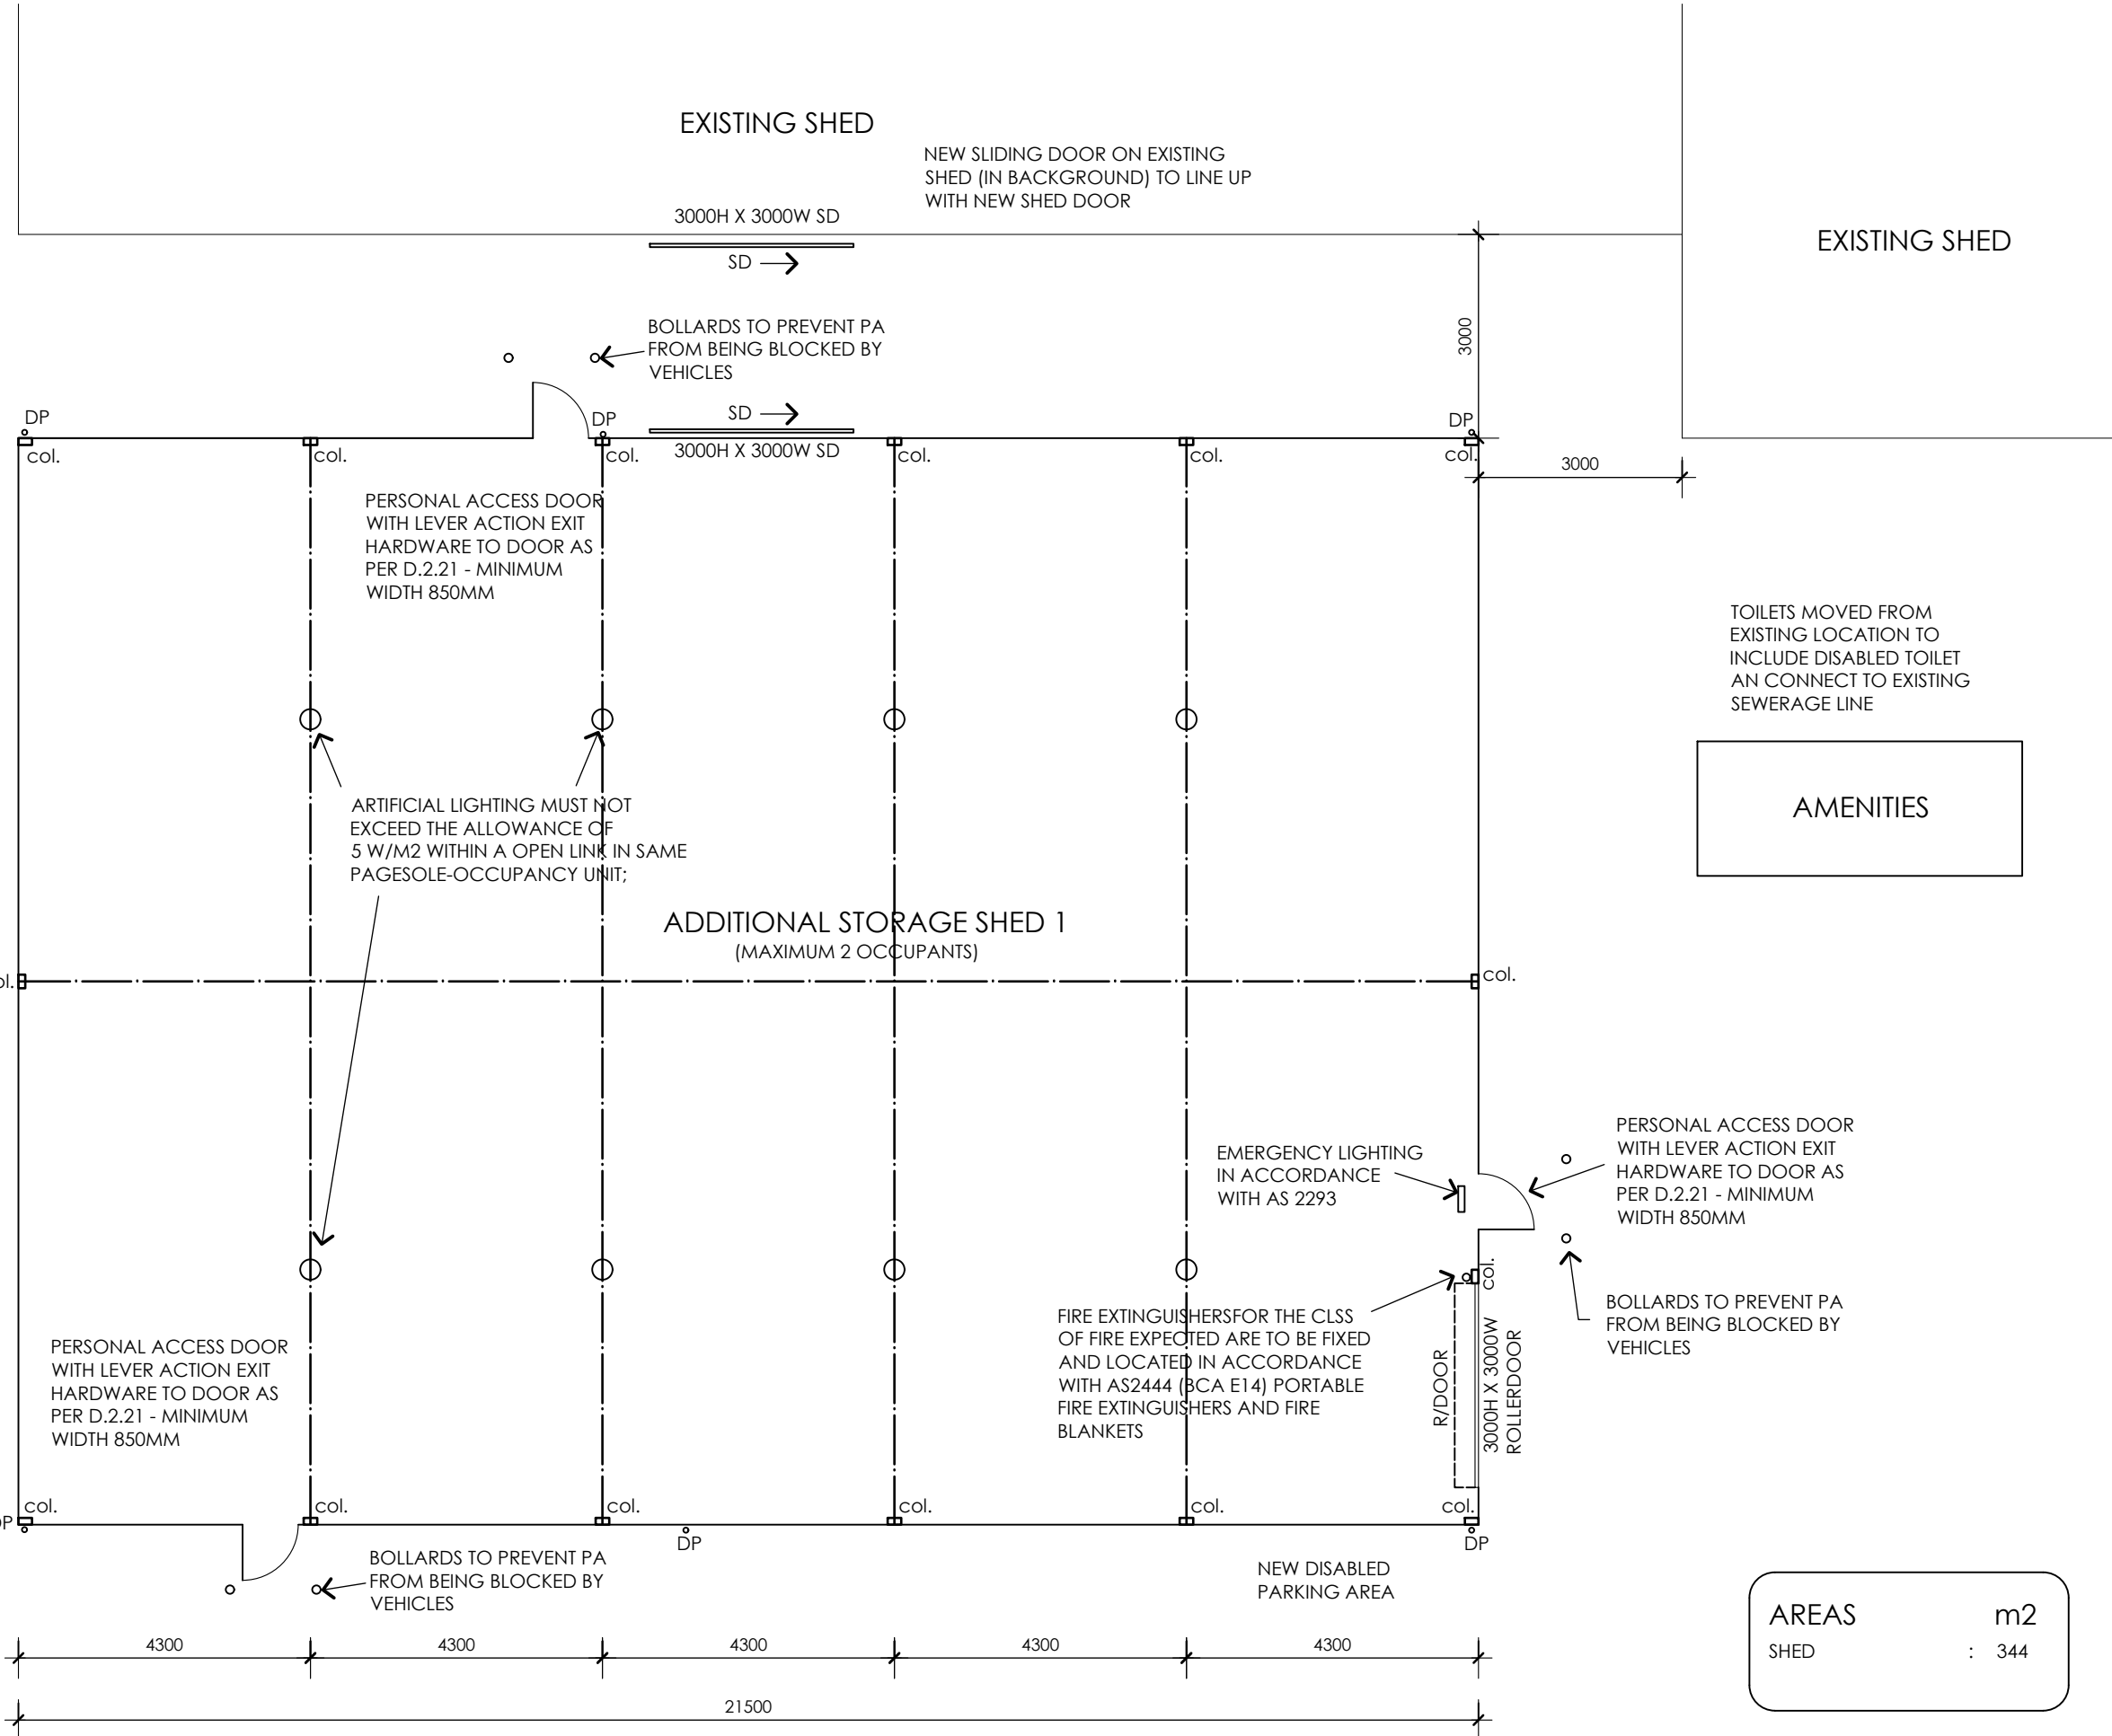 EXISTING SHED
NEW SLIDING DOOR ON EXISTING
SHED (IN BACKGROUND) TO LINE UP
WITH NEW SHED DOOR
3000H X 3000W SD
SD
EXISTING SHED
3000
BOLLARDS TO PREVENT PA
FROM BEING BLOCKED BY
VEHICLES
DP
DP
SD
DP
col.
col.
col.
3000H X 3000W SD
col.
col.
col.
3000
PERSONAL ACCESS DOOR
WITH LEVER ACTION EXIT
HARDWARE TO DOOR AS
PER D.2.21 - MINIMUM
WIDTH 850MM
TOILETS MOVED FROM
EXISTING LOCATION TO
INCLUDE DISABLED TOILET
AN CONNECT TO EXISTING
SEWERAGE LINE
AMENITIES
ARTIFICIAL LIGHTING MUST NOT
EXCEED THE ALLOWANCE OF
5 W/M2 WITHIN A OPEN LINK IN SAME
PAGESOLE-OCCUPANCY UNIT;
ADDITIONAL STORAGE SHED 1
(MAXIMUM 2 OCCUPANTS)
ol.
col.
EMERGENCY LIGHTING
IN ACCORDANCE
WITH AS 2293
PERSONAL ACCESS DOOR
WITH LEVER ACTION EXIT
HARDWARE TO DOOR AS
PER D.2.21 - MINIMUM
WIDTH 850MM
col.
FIRE EXTINGUISHERSFOR THE CLSS
OF FIRE EXPECTED ARE TO BE FIXED
AND LOCATED IN ACCORDANCE
WITH AS2444 (BCA E14) PORTABLE
FIRE EXTINGUISHERS AND FIRE
BLANKETS
R/DOOR
3000H X 3000W
ROLLERDOOR
BOLLARDS TO PREVENT PA
FROM BEING BLOCKED BY
VEHICLES
PERSONAL ACCESS DOOR
WITH LEVER ACTION EXIT
HARDWARE TO DOOR AS
PER D.2.21 - MINIMUM
WIDTH 850MM
col.
col.
col.
col.
col.
col.
DP
DP
DP
BOLLARDS TO PREVENT PA
FROM BEING BLOCKED BY
VEHICLES
NEW DISABLED
PARKING AREA
4300
4300
4300
4300
4300
21500
AREAS m2
SHED : 344